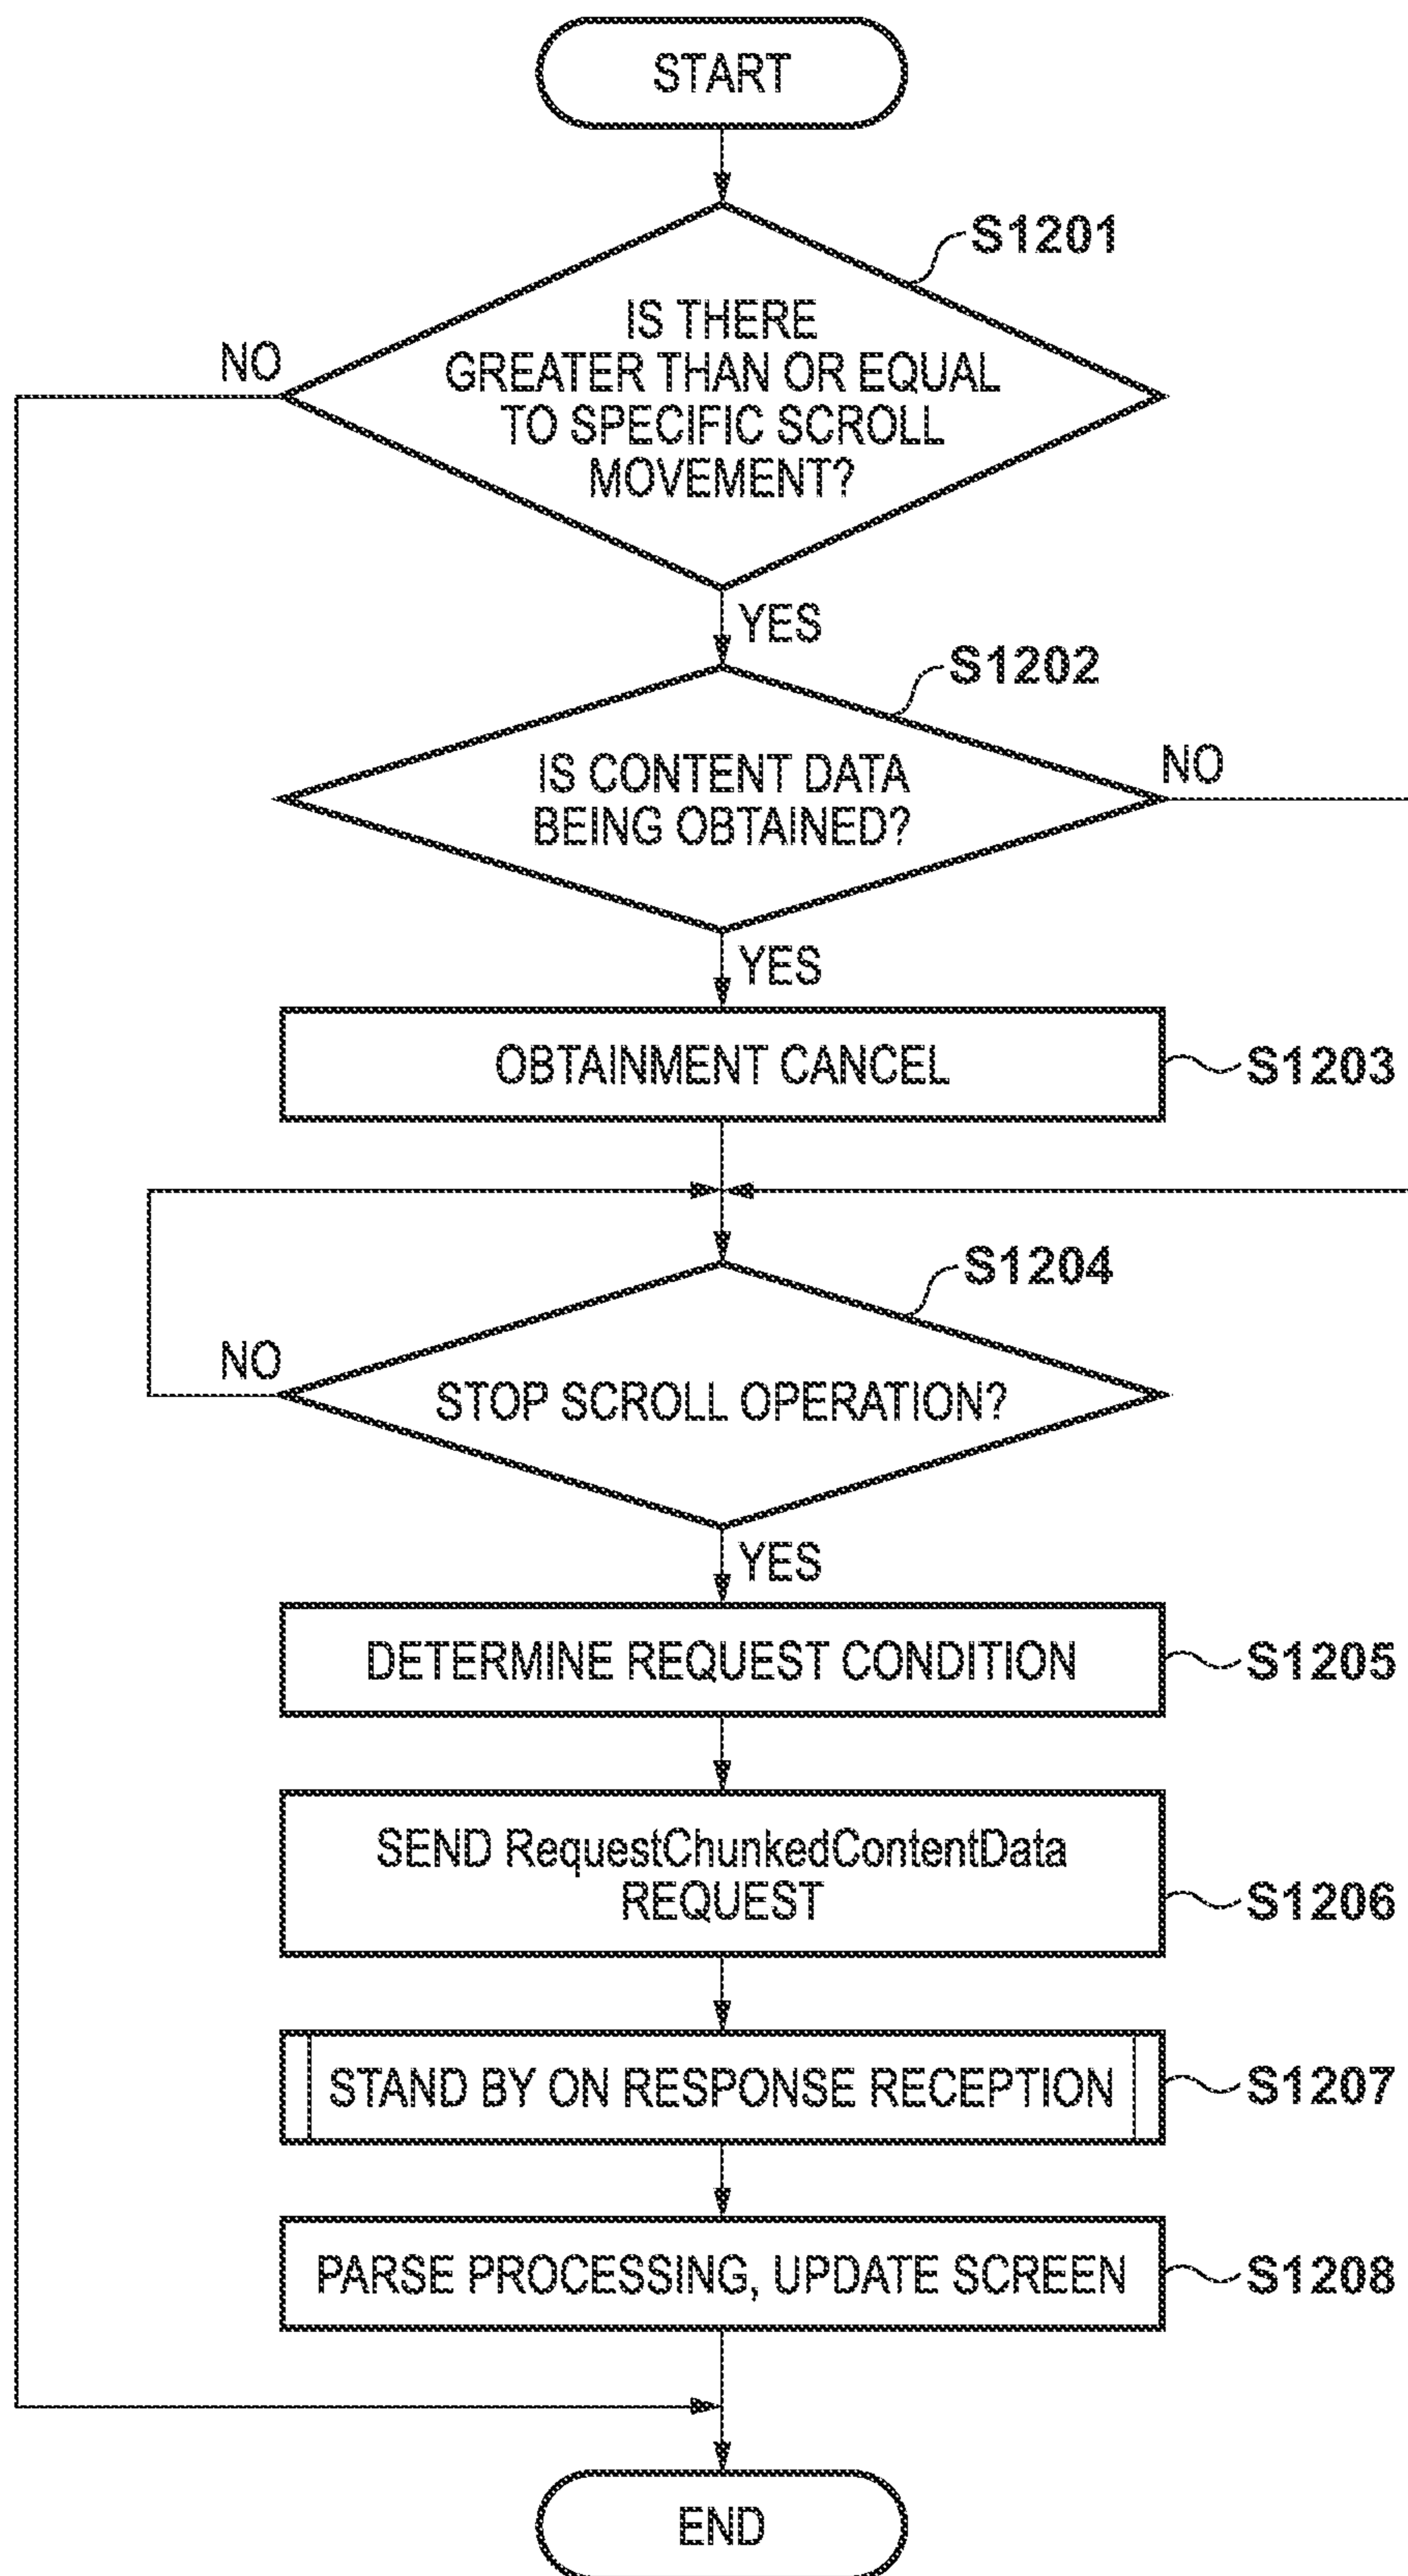 START
S1201
IS THERE
GREATER THAN OR EQUAL
TO SPECIFIC SCROLL
MOVEMENT?
NO
YES
S1202
IS CONTENT DATA
BEING OBTAINED?
NO
YES
OBTAINMENT CANCEL
S1203
S1204
STOP SCROLL OPERATION?
NO
YES
DETERMINE REQUEST CONDITION
S1205
SEND RequestChunkedContentData
REQUEST
S1206
STAND BY ON RESPONSE RECEPTION
S1207
PARSE PROCESSING, UPDATE SCREEN
S1208
END